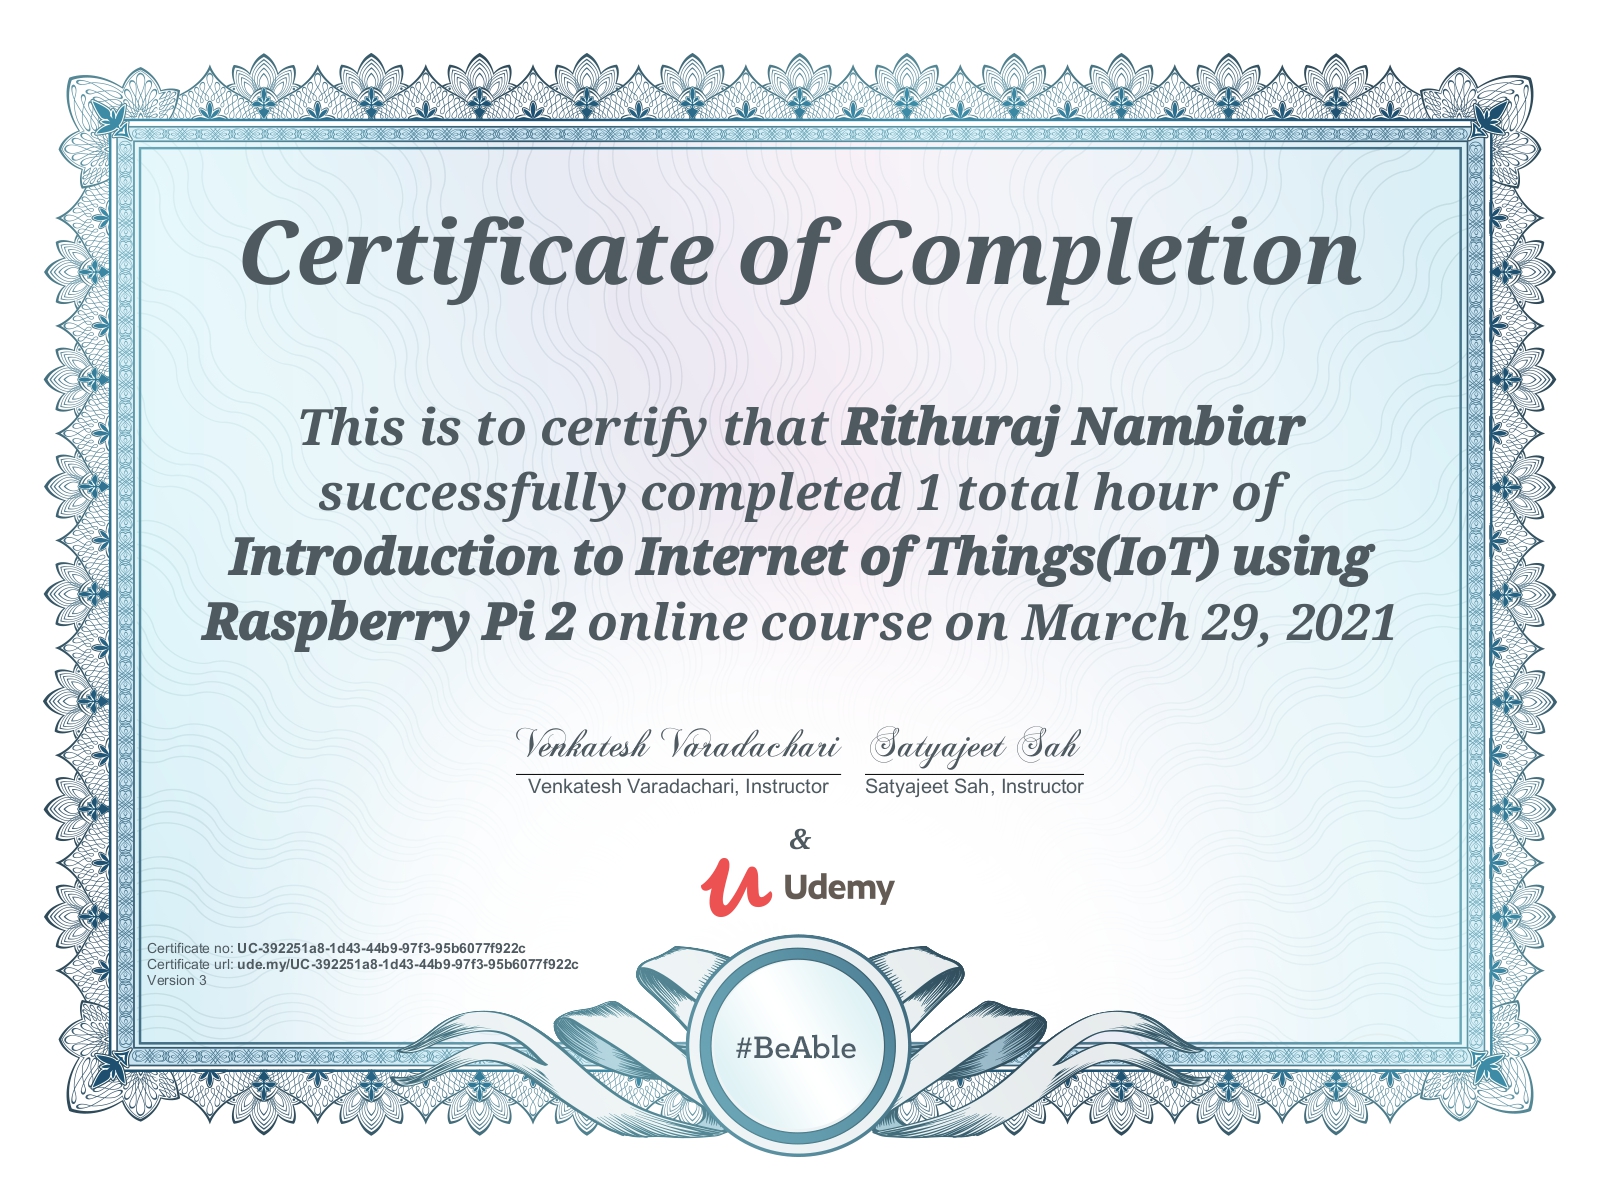 Certificate of Completion
This is to certify that Rithuraj Nambiar
successfully completed 1 total hour of
Introduction to Internet of Things(IoT) using
Raspberry Pi 2 online course on March 29, 2021
Venkatesh Varadachari Satyajeet Sah
Venkatesh Varadachari, Instructor Satyajeet Sah, Instructor
&
Udemy
Certificate no: UC-392251a8-1d43-44b9-97f3-95b6077f922c
Certificate url: ude.my/UC-392251a8-1d43-44b9-97f3-95b6077f922c
Version 3
#BeAble